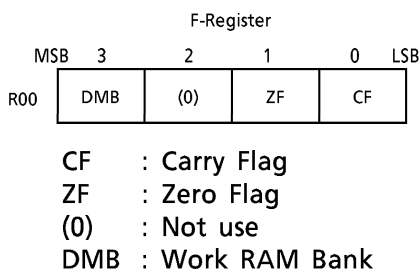 F-Register
MSB 3 2 1 0 LSB
R00 DMB (0) ZF CF
CF : Carry Flag
ZF : Zero Flag
(0) : Not use
DMB : Work RAM Bank